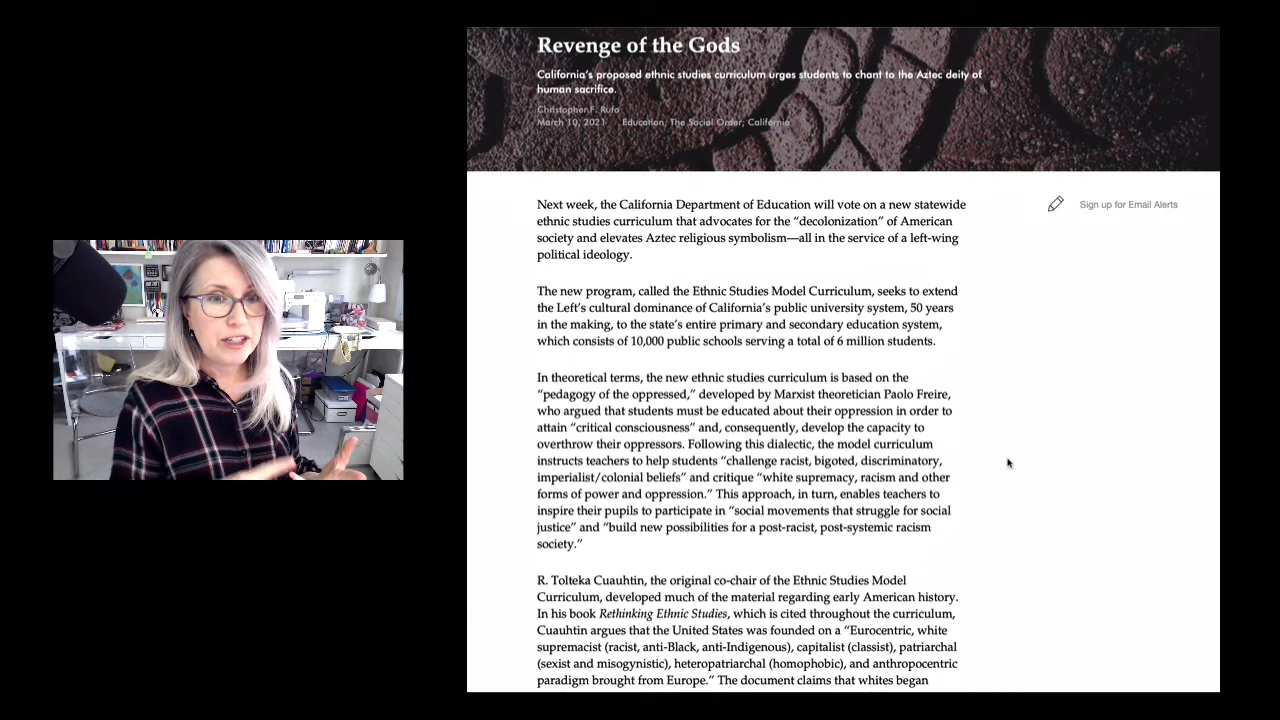 Revenge of the Gods
California's proposed ethnic studies curriculum urges students to chant to the Aztec deity of
human sacrifice.
Christopher F. Rufo
March 10, 2021 Education; The Social Order; California
Next week, the California Department of Education will vote on a new statewide
ethnic studies curriculum that advocates for the “decolonization” of American
society and elevates Aztec religious symbolism—all in the service of a left-wing
political ideology.
Sign up for Email Alerts
The new program, called the Ethnic Studies Model Curriculum, seeks to extend
the Left’s cultural dominance of California’s public university system, 50 years
in the making, to the state’s entire primary and secondary education system,
which consists of 10,000 public schools serving a total of 6 million students.
In theoretical terms, the new ethnic studies curriculum is based on the
“pedagogy of the oppressed,” developed by Marxist theoretician Paolo Freire,
who argued that students must be educated about their oppression in order to
attain “critical consciousness” and, consequently, develop the capacity to
overthrow their oppressors. Following this dialectic, the model curriculum
instructs teachers to help students “challenge racist, bigoted, discriminatory,
imperialist/colonial beliefs” and critique “white supremacy, racism and other
forms of power and oppression.” This approach, in turn, enables teachers to
inspire their pupils to participate in “social movements that struggle for social
justice” and “build new possibilities for a post-racist, post-systemic racism
society.”
R. Tolteka Cuauhtin, the original co-chair of the Ethnic Studies Model
Curriculum, developed much of the material regarding early American history.
In his book Rethinking Ethnic Studies, which is cited throughout the curriculum,
Cuauhtin argues that the United States was founded on a “Eurocentric, white
supremacist (racist, anti-Black, anti-Indigenous), capitalist (classist), patriarchal
(sexist and misogynistic), heteropatriarchal (homophobic), and anthropocentric
paradigm brought from Europe.” The document claims that whites began